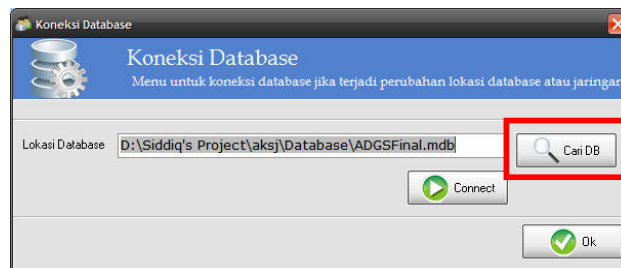 Koneksi Database
Koneksi Database
Menu untuk koneksi database jika terjadi perubahan lokasi database atau jaringan
Lokasi Database D:\Siddiq's Project\aksj\Database\ADGSFinal.mdb Cari DB
Connect
Ok